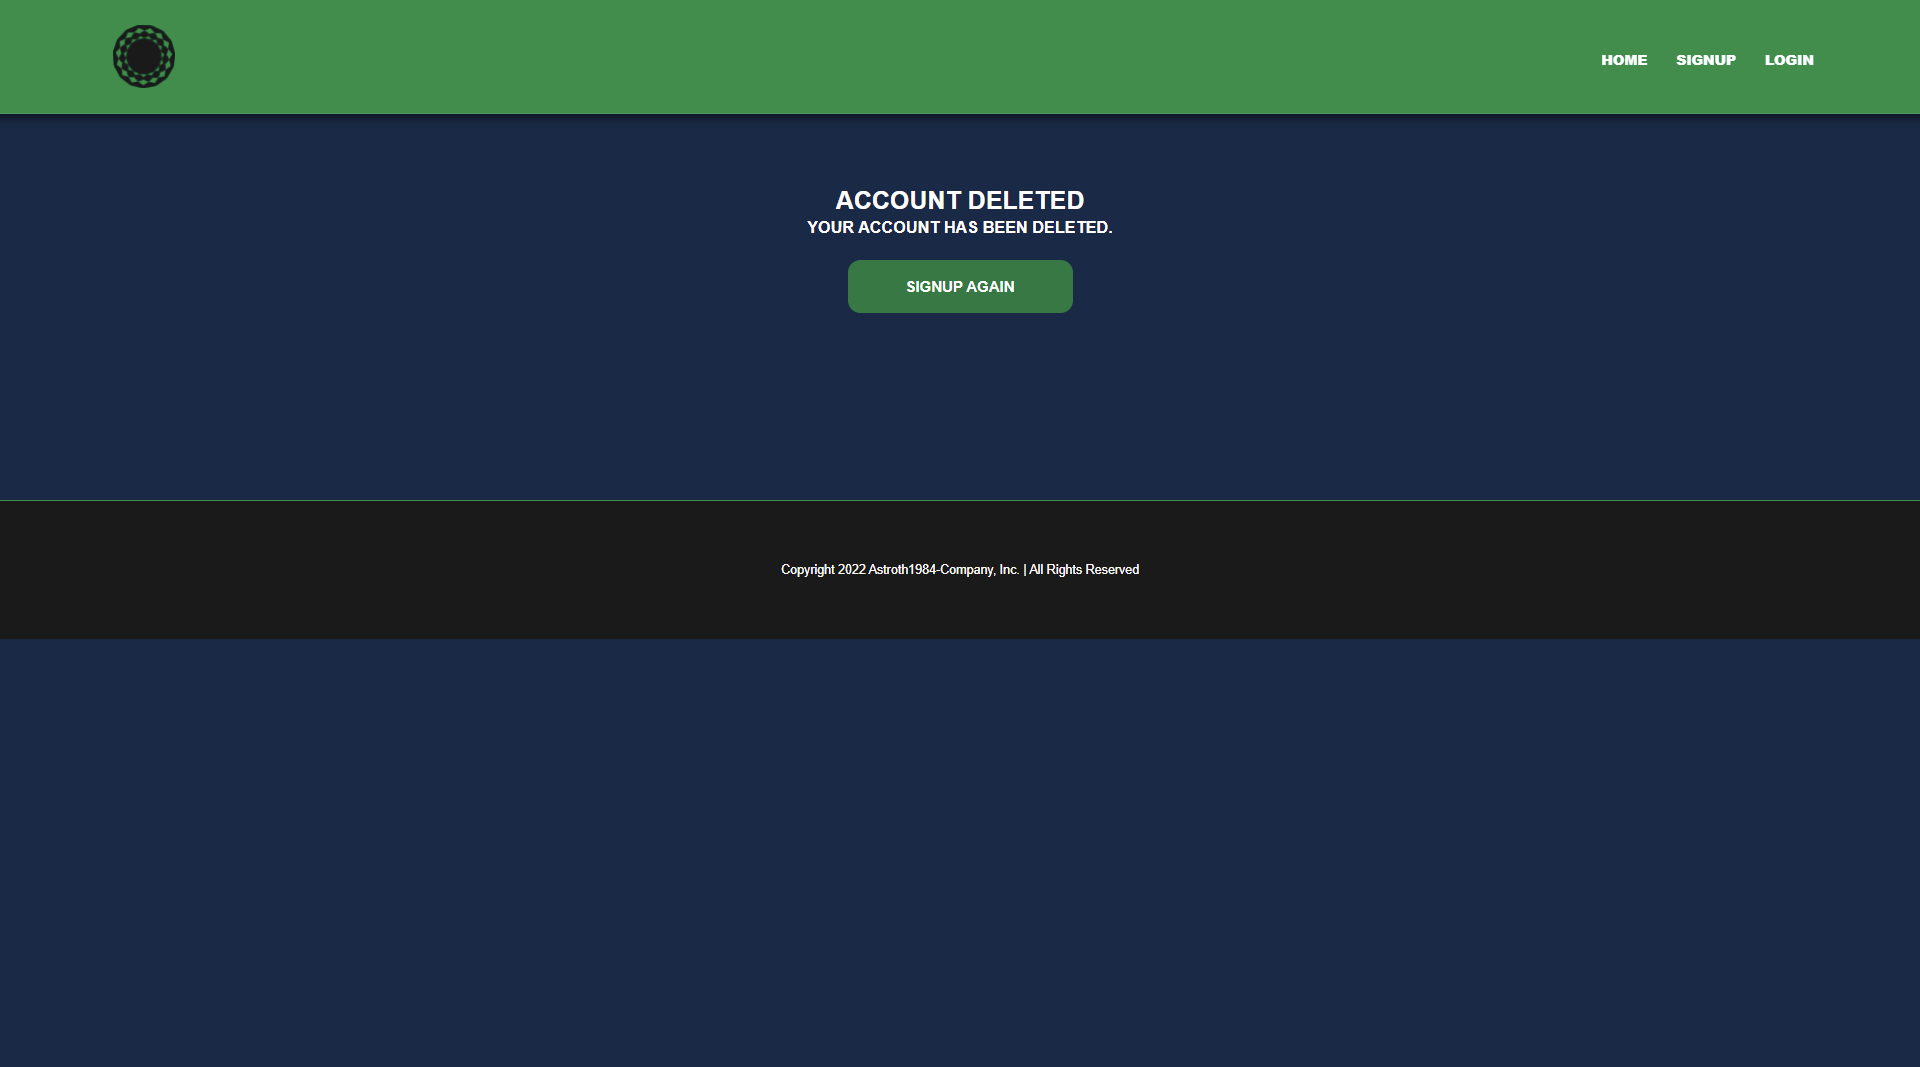 HOME SIGNUP LOGIN
ACCOUNT DELETED
YOUR ACCOUNT HAS BEEN DELETED.
SIGNUP AGAIN
Copyright 2022 Astroth1984-Company, Inc. | All Rights Reserved